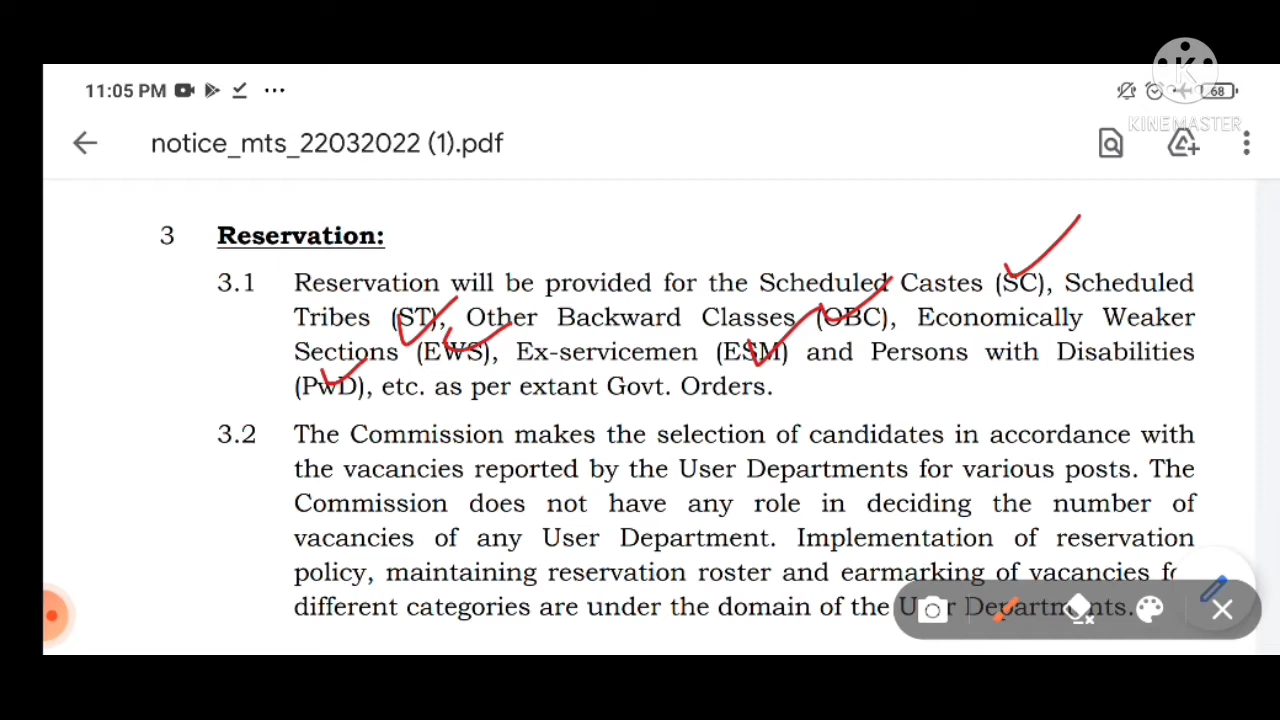 11:05 PM ... 68
KINEMASTER
notice_mts_22032022 (1).pdf
3 Reservation:
3.1 Reservation will be provided for the Scheduled Castes (SC), Scheduled
Tribes (ST), Other Backward Classes (OBC), Economically Weaker
Sections (EWS), Ex-servicemen (ESM) and Persons with Disabilities
(PwD), etc. as per extant Govt. Orders.
3.2 The Commission makes the selection of candidates in accordance with
the vacancies reported by the User Departments for various posts. The
Commission does not have any role in deciding the number of
vacancies of any User Department. Implementation of reservation
policy, maintaining reservation roster and earmarking of vacancies
different categories are under the domain of the User Departments.